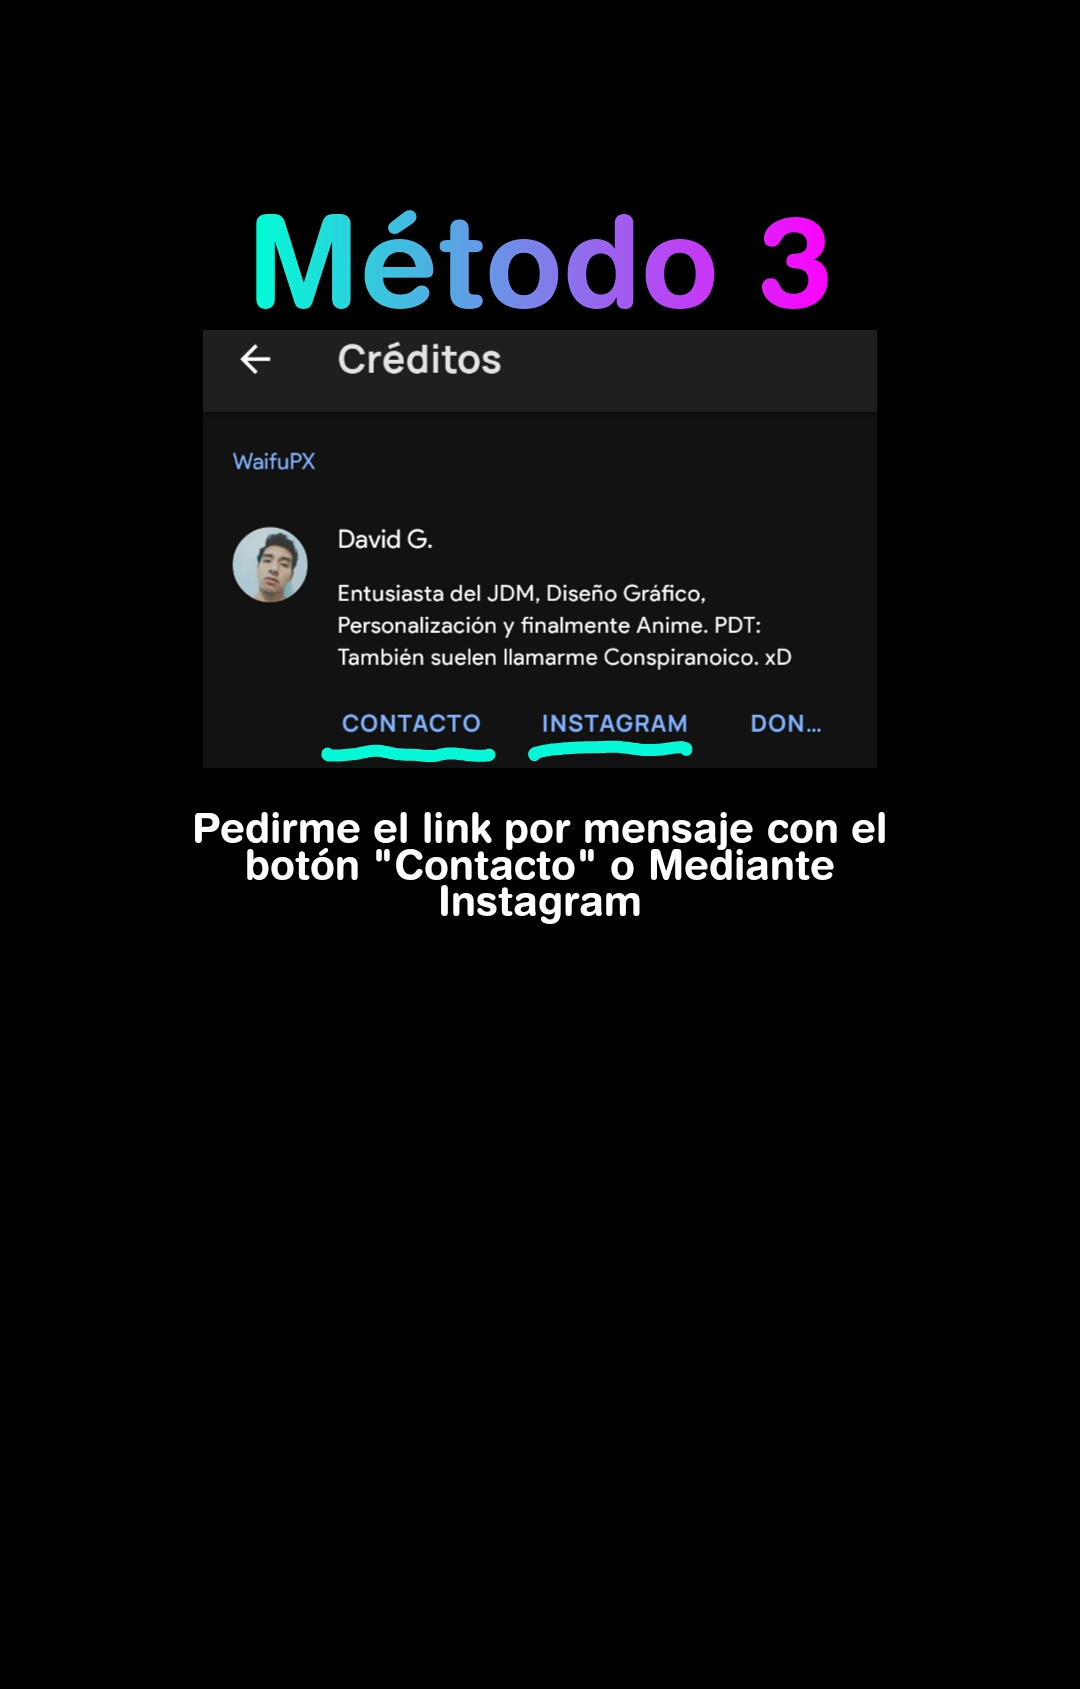 Método 3
Créditos
WaifuPX
David G.
Entusiasta del JDM, Diseño Gráfico,
Personalización y finalmente Anime. PDT:
También suelen llamarme Conspiranoico. xD
CONTACTO INSTAGRAM DON...
Pedirme el link por mensaje con el
botón "Contacto" o Mediante
Instagram